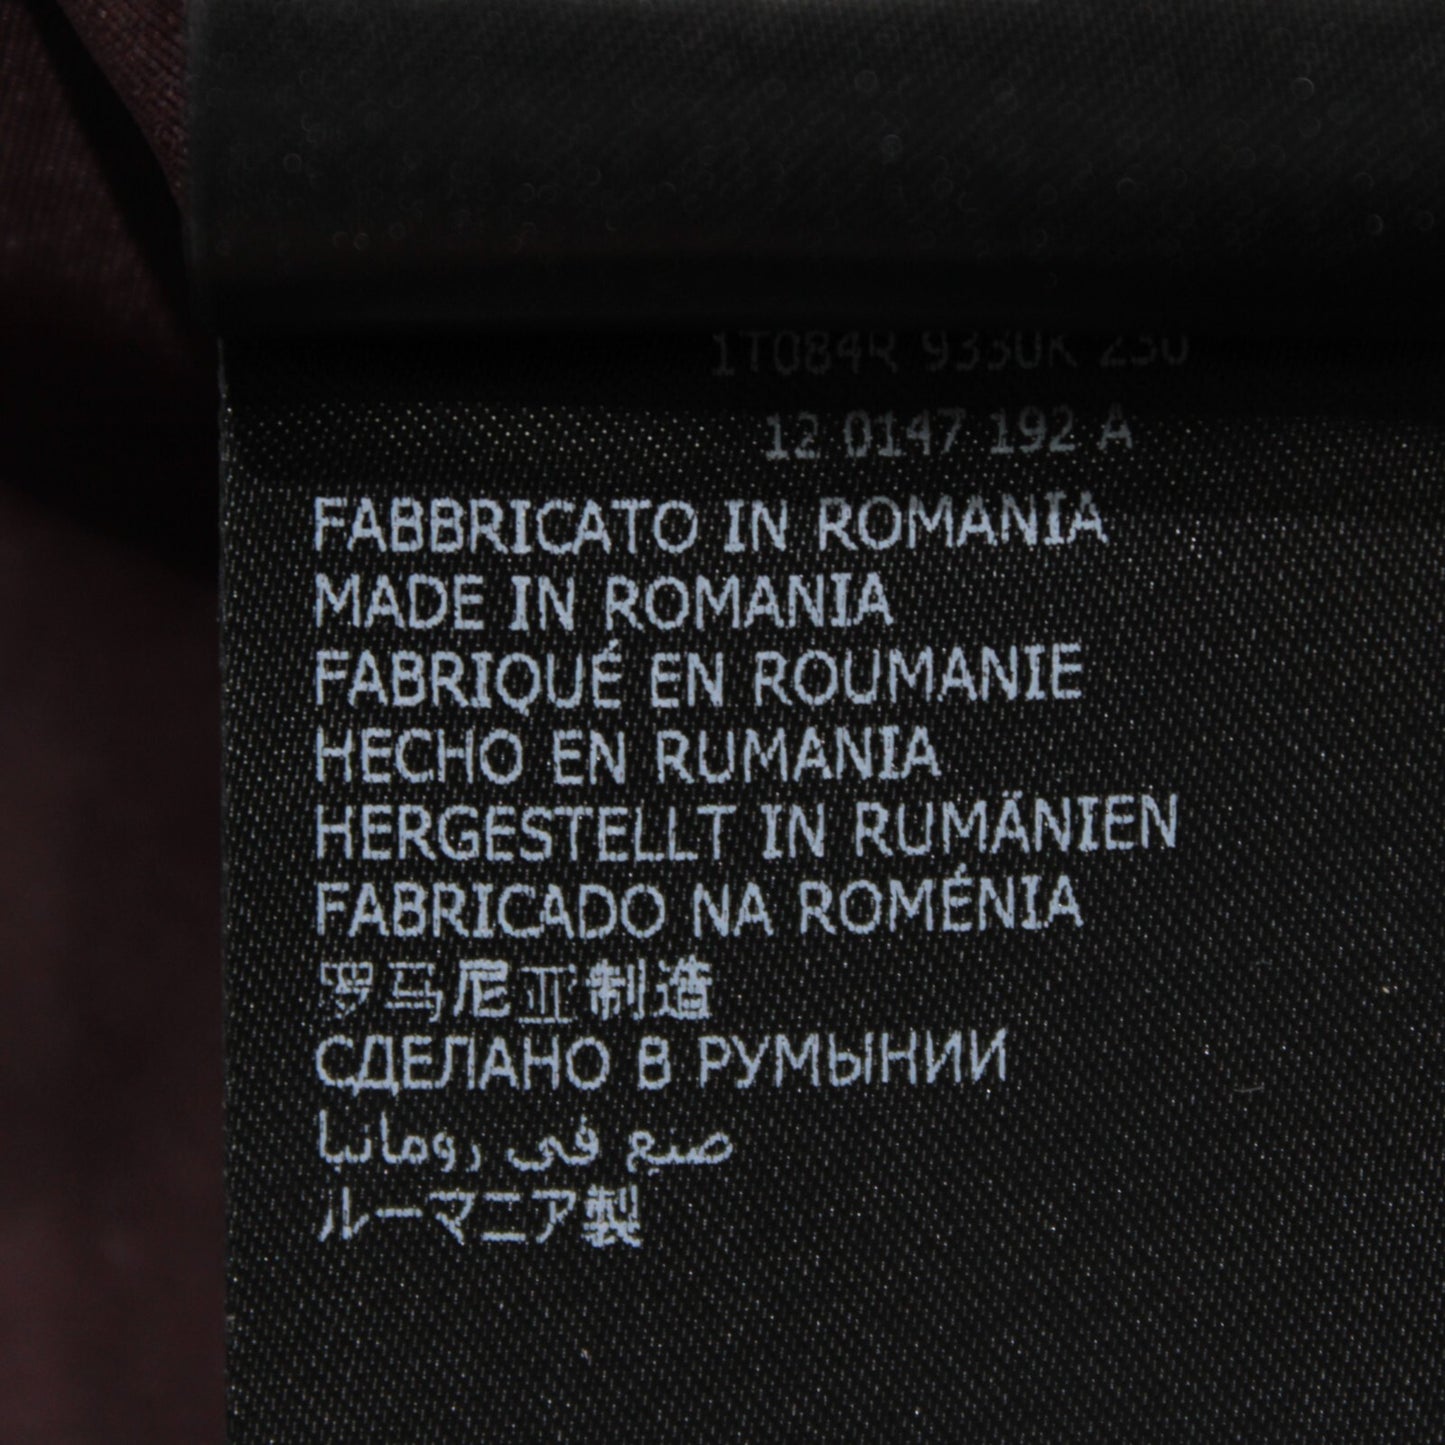 1T084R 9330K 230
12 0147 192 A
FABBRICATO IN ROMANIA
MADE IN ROMANIA
FABRIQUÉ EN ROUMANIE
HECHO EN RUMANIA
HERGESTELLT IN RUMÄNIEN
FABRICADO NA ROMÉNIA
罗马尼亚制造
СДЕЛАНО В РУМЫНИИ
صنع في رومانيا
ルーマニア製